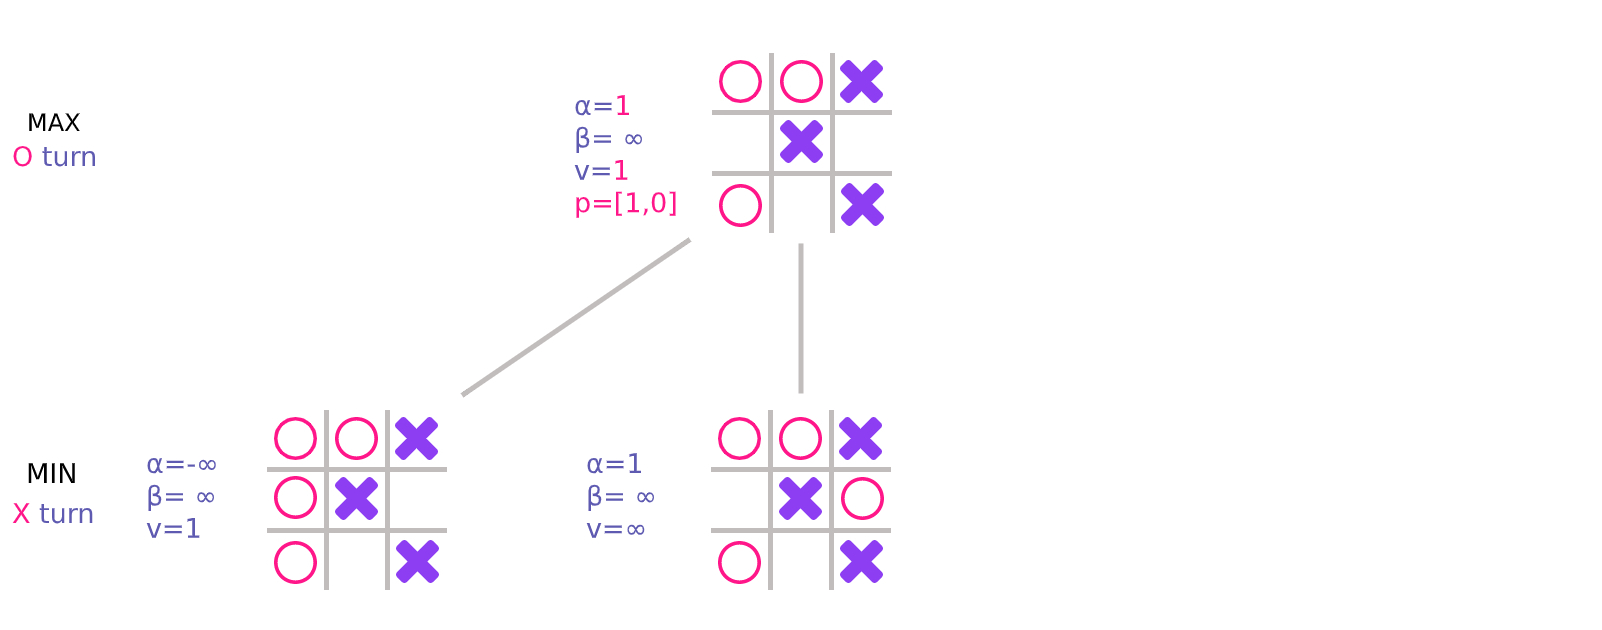 MAX
O turn
α=1
β= ∞
v=1
p=[1,0]
MIN
X turn
α=-∞
β= ∞
v=1
α=1
β= ∞
v=∞